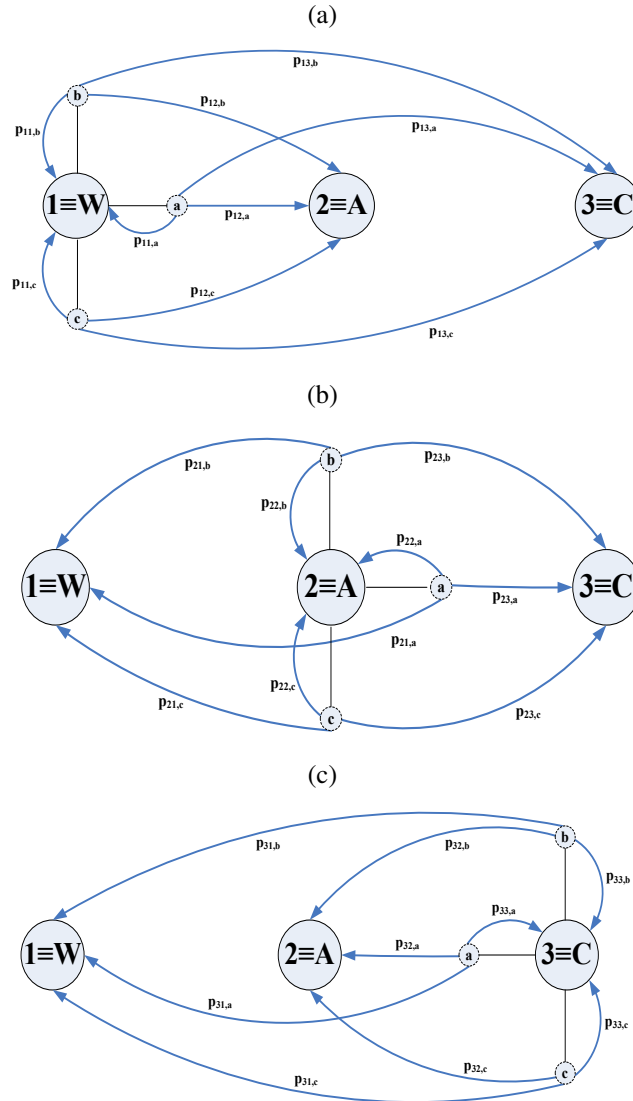 (a)
p13,b
b
p12,b
p13,a
p11,b
1≡W
a
2≡A
3≡C
p12,a
p11,a
p11,c
p12,c
c
p13,c
(b)
p21,b
b
p23,b
p22,b
p22,a
1≡W
2≡A
a
3≡C
p23,a
p21,a
p22,c
p21,c
c
p23,c
(c)
b
p31,b
p32,b
p33,b
p33,a
1≡W
2≡A
p32,a
a
3≡C
p31,a
p33,c
p32,c
c
p31,c